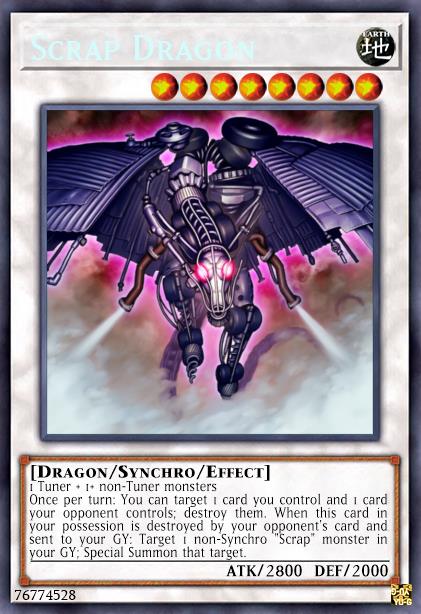 Scrap Dragon
EARTH
地
[Dragon/Synchro/Effect]
1 Tuner + 1+ non-Tuner monsters
Once per turn: You can target 1 card you control and 1 card
your opponent controls; destroy them. When this card in
your possession is destroyed by your opponent's card and
sent to your GY: Target 1 non-Synchro "Scrap" monster in
your GY; Special Summon that target.
ATK/2800 DEF/2000
76774528